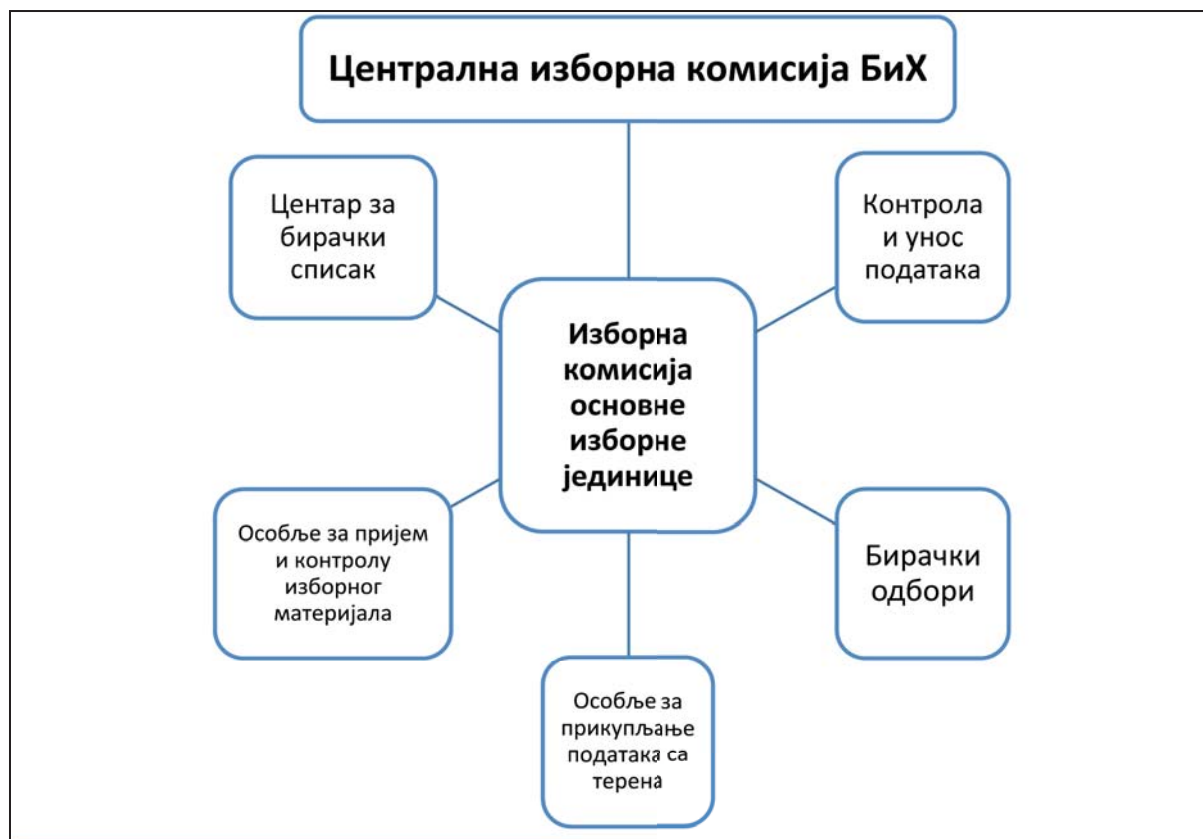 Централна изборна комисија БиХ
Центар за
бирачки
списак
Контрола
и унос
података
Изборна
комисија
основне
изборне
јединице
Особље за пријем
и контролу
изборног
материјала
Бирачки
одбори
Особље за
прикупљање
података са
терена